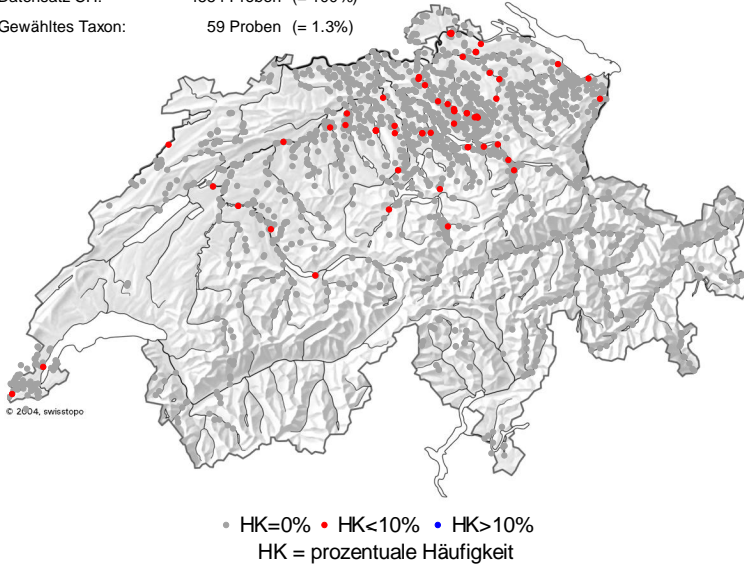 Gewähltes Taxon: 59 Proben (= 1.3%)
© 2004, swisstopo
HK=0% HK<10% HK>10%
HK = prozentuale Häufigkeit